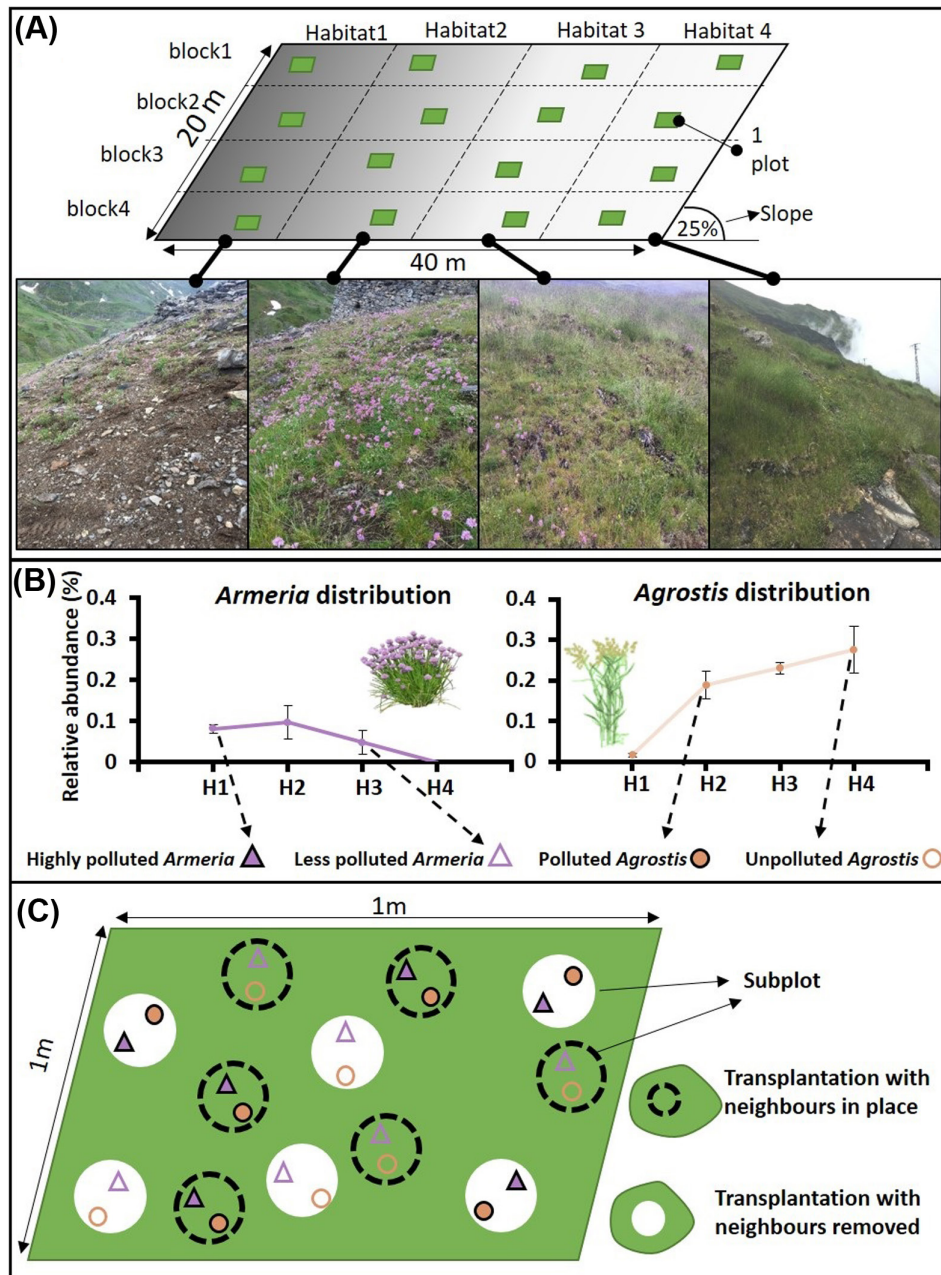 (A)
Habitat1 Habitat2 Habitat 3 Habitat 4
block1
block2
block3
block4
20 m
40 m
1
plot
Slope
25%
(B)
Armeria distribution
Relative abundance (%)
0.4
0.3
0.2
0.1
0
H1 H2 H3 H4
Agrostis distribution
0.4
0.3
0.2
0.1
0
H1 H2 H3 H4
Highly polluted Armeria Less polluted Armeria Polluted Agrostis Unpolluted Agrostis
(C)
1m
1m
Subplot
Transplantation with
neighbours in place
Transplantation with
neighbours removed